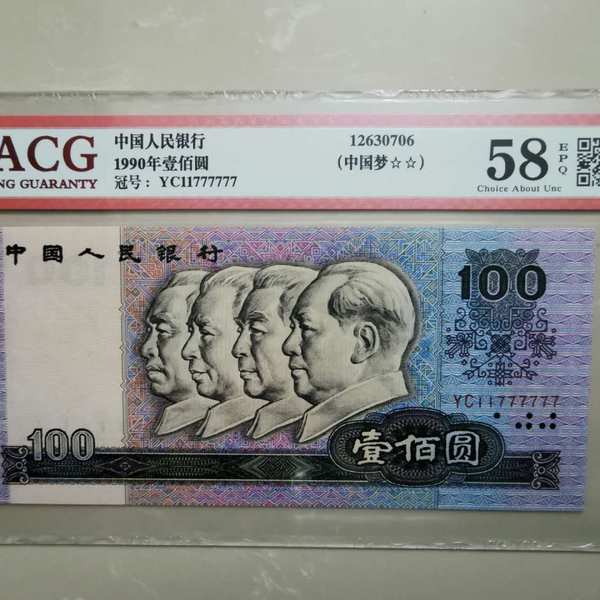 ACG
NG GUARANTY
中国人民银行
1990年壹佰圆
冠号: YC11777777
12630706
(中国梦☆☆)
58
EPQ
Choice About Unc
中国人民银行
100
YC11777777
100
壹佰圆